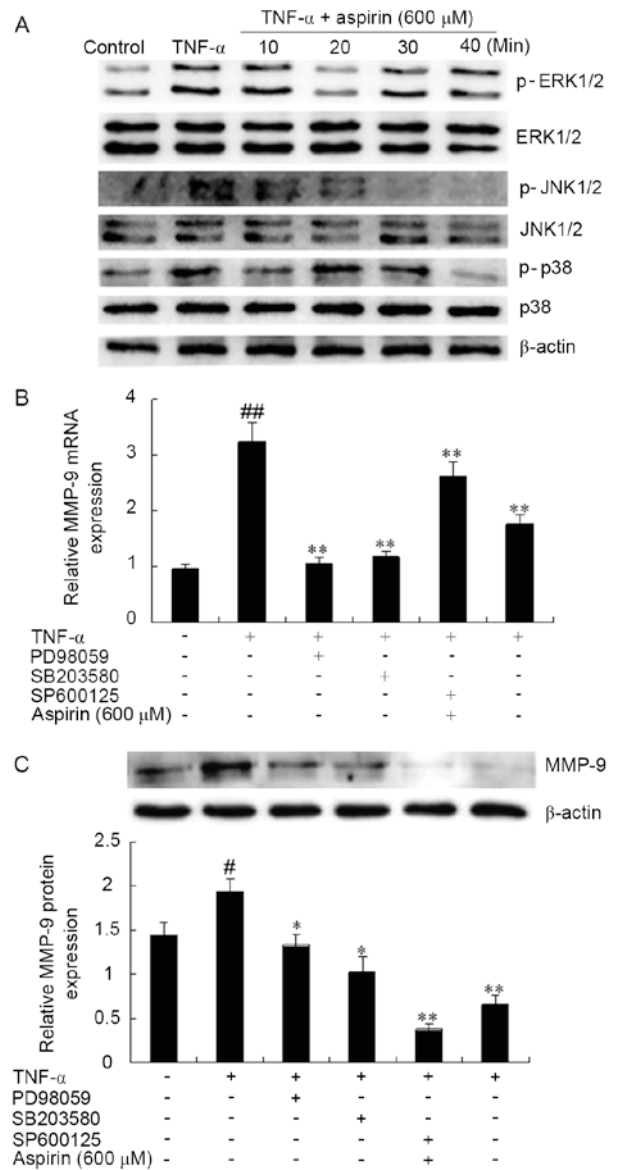 A
TNF-α + aspirin (600 μM)
Control TNF-α 10 20 30 40 (Min)
p-ERK1/2
ERK1/2
p-JNK1/2
JNK1/2
p-p38
p38
β-actin
B
Relative MMP-9 mRNA
expression
4
3
2
1
0
##
**
**
**
**
TNF-α - + + + + +
PD98059 - - + - - -
SB203580 - - - + - -
SP600125 - - - - + -
Aspirin (600 μM) - - - - + -
C
MMP-9
β-actin
Relative MMP-9 protein
expression
2.5
2
1.5
1
0.5
0
#
*
*
**
**
TNF-α - + + + + +
PD98059 - - + - - -
SB203580 - - - + - -
SP600125 - - - - + -
Aspirin (600 μM) - - - - + -